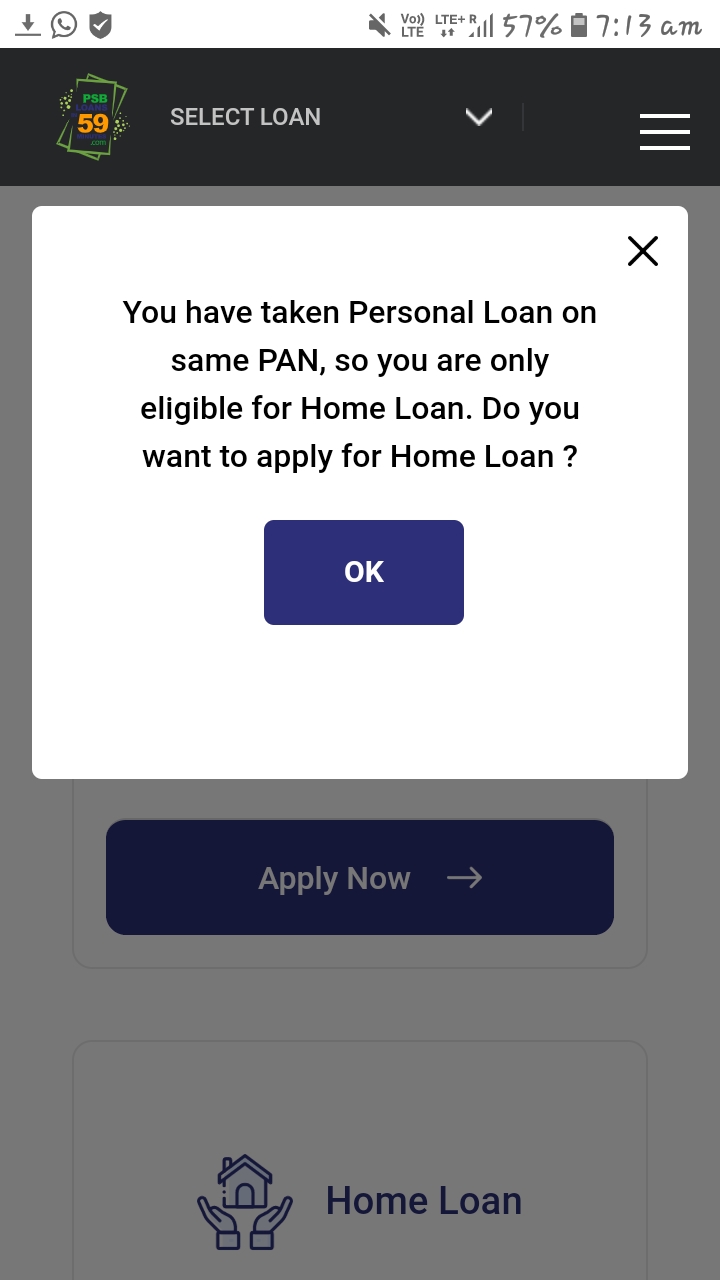 Vo)) LTE LTE+ R 57% 7:13 am
PSB
LOANS
59
.com
SELECT LOAN
You have taken Personal Loan on
same PAN, so you are only
eligible for Home Loan. Do you
want to apply for Home Loan ?
OK
Apply Now
Home Loan